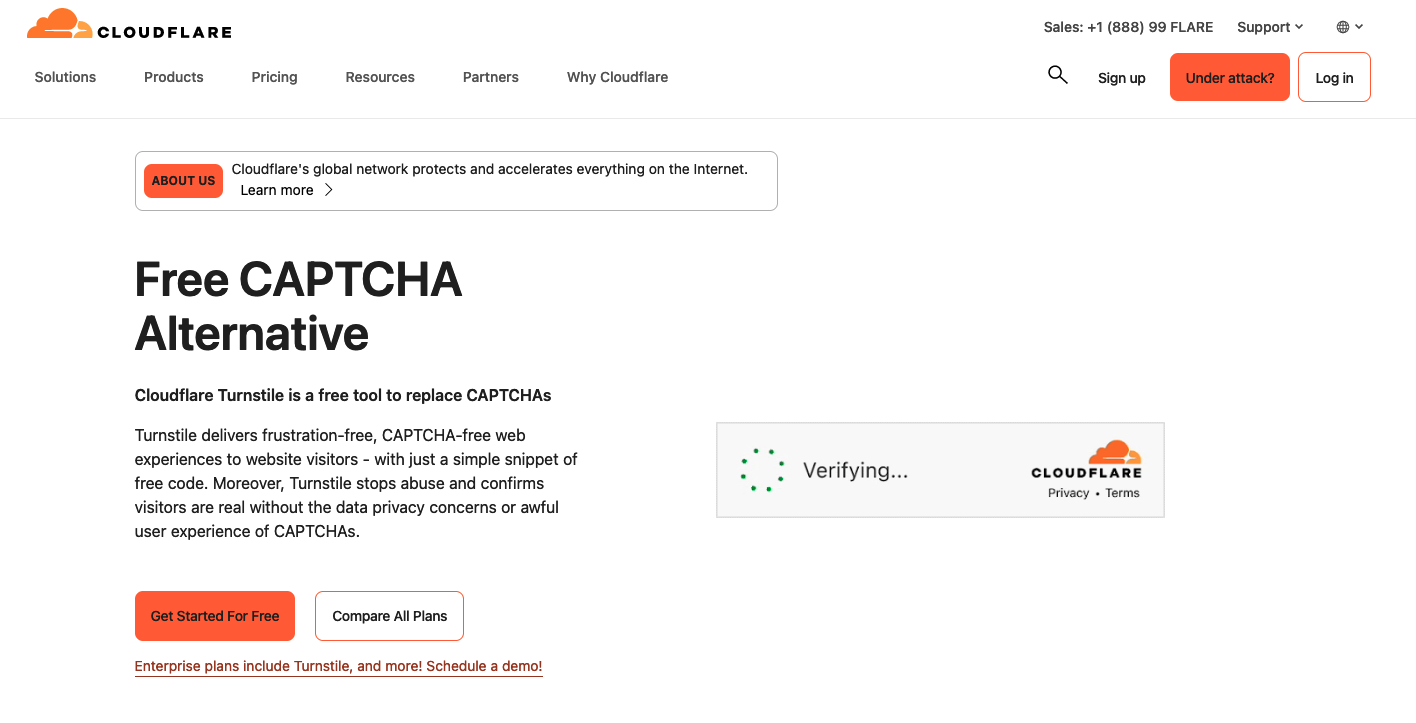 CLOUDFLARE
Sales: +1 (888) 99 FLARE
Support
Solutions
Products
Pricing
Resources
Partners
Why Cloudflare
Sign up
Under attack?
Log in
ABOUT US
Cloudflare's global network protects and accelerates everything on the Internet.
Learn more
Free CAPTCHA
Alternative
Cloudflare Turnstile is a free tool to replace CAPTCHAs
Turnstile delivers frustration-free, CAPTCHA-free web
experiences to website visitors - with just a simple snippet of
free code. Moreover, Turnstile stops abuse and confirms
visitors are real without the data privacy concerns or awful
user experience of CAPTCHAs.
Get Started For Free
Compare All Plans
Enterprise plans include Turnstile, and more! Schedule a demo!
Verifying...
CLOUDFLARE
Privacy • Terms